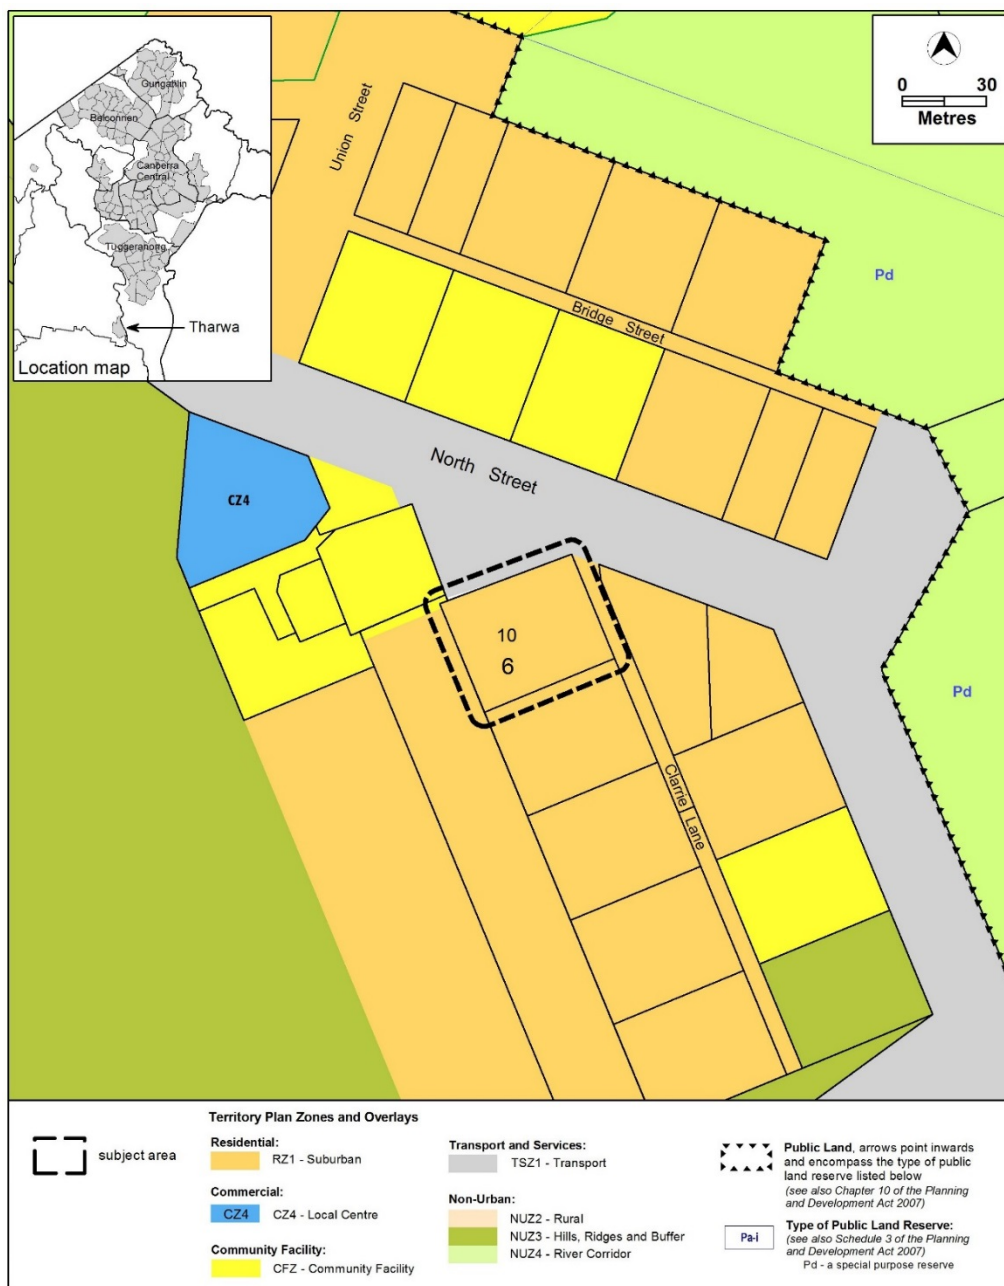 Gungahlin
Belconnen
Canberra
Central
Tuggeranong
Tharwa
Location map
0 30
Metres
Union Street
Pd
Bridge Street
North Street
CZ4
10
6
Pd
Clarrie Lane
subject area
Territory Plan Zones and Overlays
Residential:
RZ1 - Suburban
Commercial:
CZ4 CZ4 - Local Centre
Community Facility:
CFZ - Community Facility
Transport and Services:
TSZ1 - Transport
Non-Urban:
NUZ2 - Rural
NUZ3 - Hills, Ridges and Buffer
NUZ4 - River Corridor
Public Land, arrows point inwards
and encompass the type of public
land reserve listed below
(see also Chapter 10 of the Planning
and Development Act 2007)
Pa-i
Type of Public Land Reserve:
(see also Schedule 3 of the Planning
and Development Act 2007)
Pd - a special purpose reserve